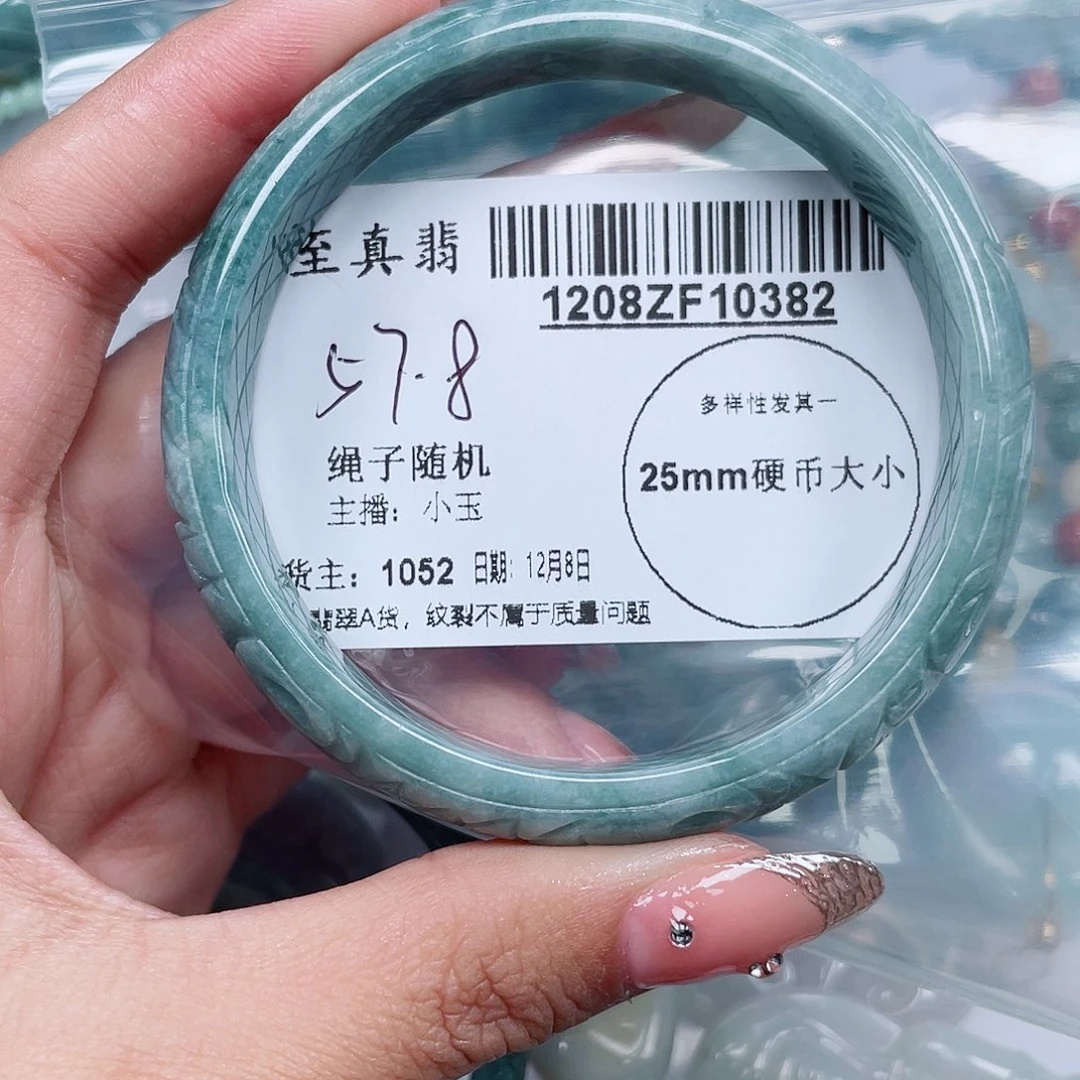 至真翡
1208ZF10382
57.8
多样性发其一
25mm硬币大小
绳子随机
主播：小玉
货主：1052 日期：12月8日
翡翠A货，纹裂不属于质量问题